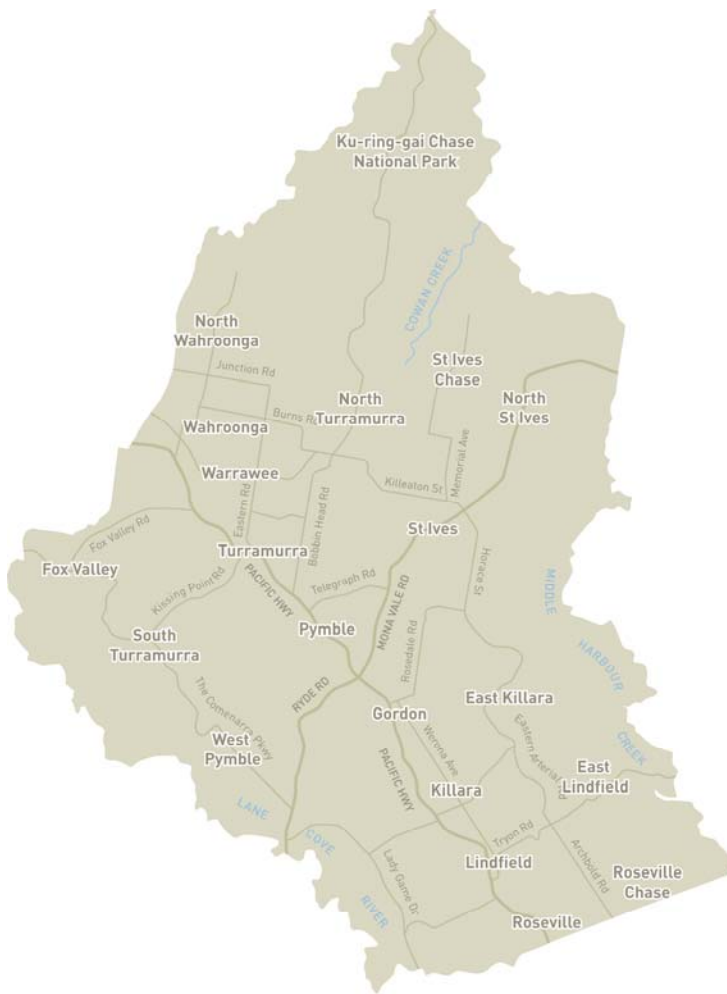 Ku-ring-gai Chase
National Park
COWAN CREEK
North
Wahroonga
Junction Rd
St Ives
Chase
North
Turramurra
North
St Ives
Burns Rd
Wahroonga
Memorial Ave
Warrawee
Killeaton St
Eastern Rd
Bobbin Head Rd
Fox Valley Rd
St Ives
Turramurra
Fox Valley
Horace St
MIDDLE
HARBOUR
CREEK
Kissing Point Rd
PACIFIC HWY
Telegraph Rd
MONA VALE RD
Pymble
South
Turramurra
Rosedale Rd
RYDE RD
East Killara
The Comenarra Pkwy
Gordon
West
Pymble
Werona Ave
Eastern Arterial Rd
PACIFIC HWY
East
Lindfield
Killara
LANE
COVE
RIVER
Tryon Rd
Lady Game Dr
Lindfield
Archbold Rd
Roseville
Chase
Roseville